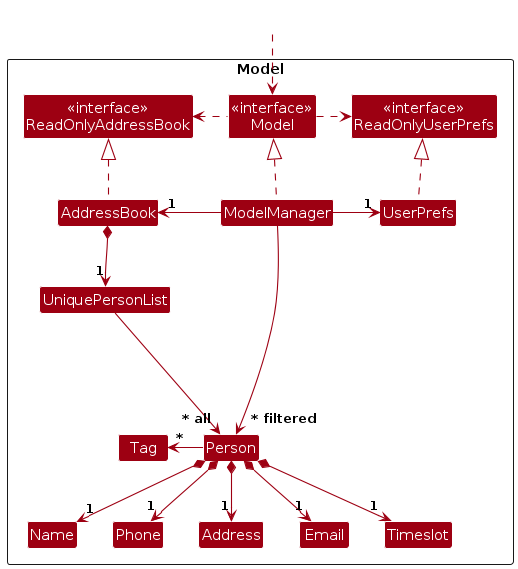 Model
«interface»
ReadOnlyAddressBook
«interface»
Model
«interface»
ReadOnlyUserPrefs
AddressBook
1
ModelManager
1
UserPrefs
1
UniquePersonList
* all
* filtered
Tag
*
Person
1
1
1
1
1
Name
Phone
Address
Email
Timeslot